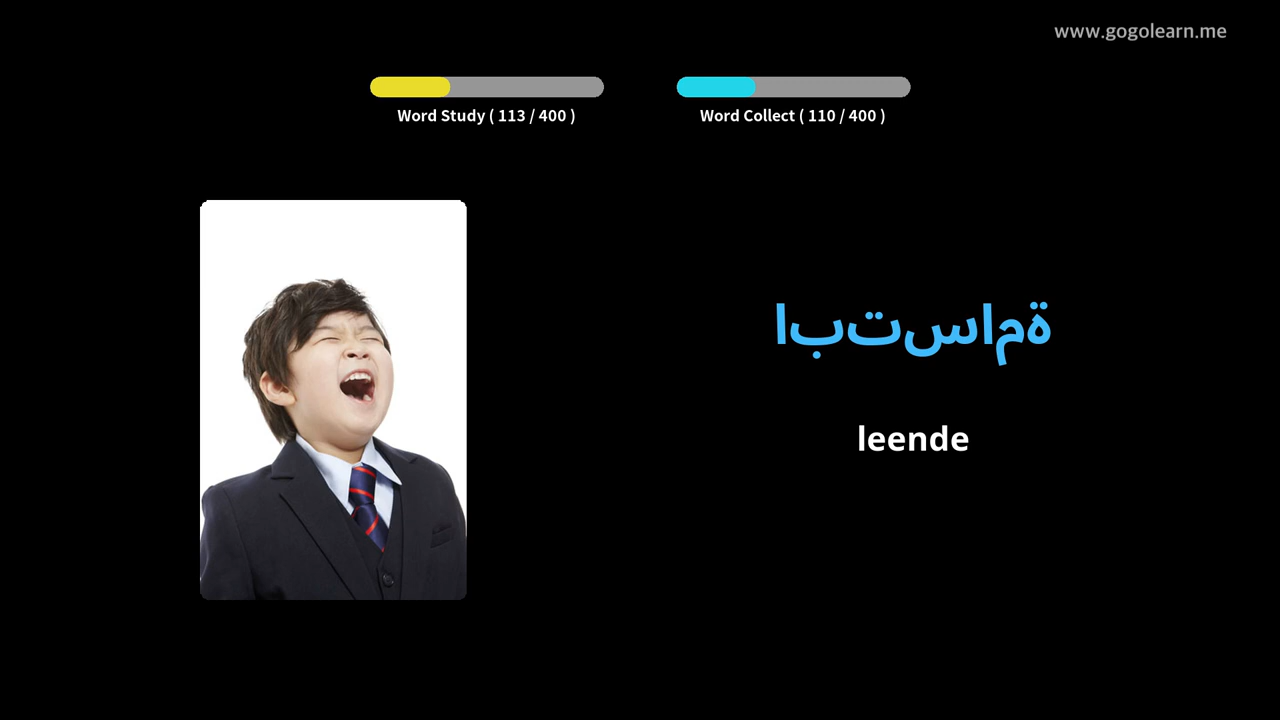 www.gogolearn.me
Word Study ( 113 / 400 )
Word Collect ( 110 / 400 )
ابتسامة
leende